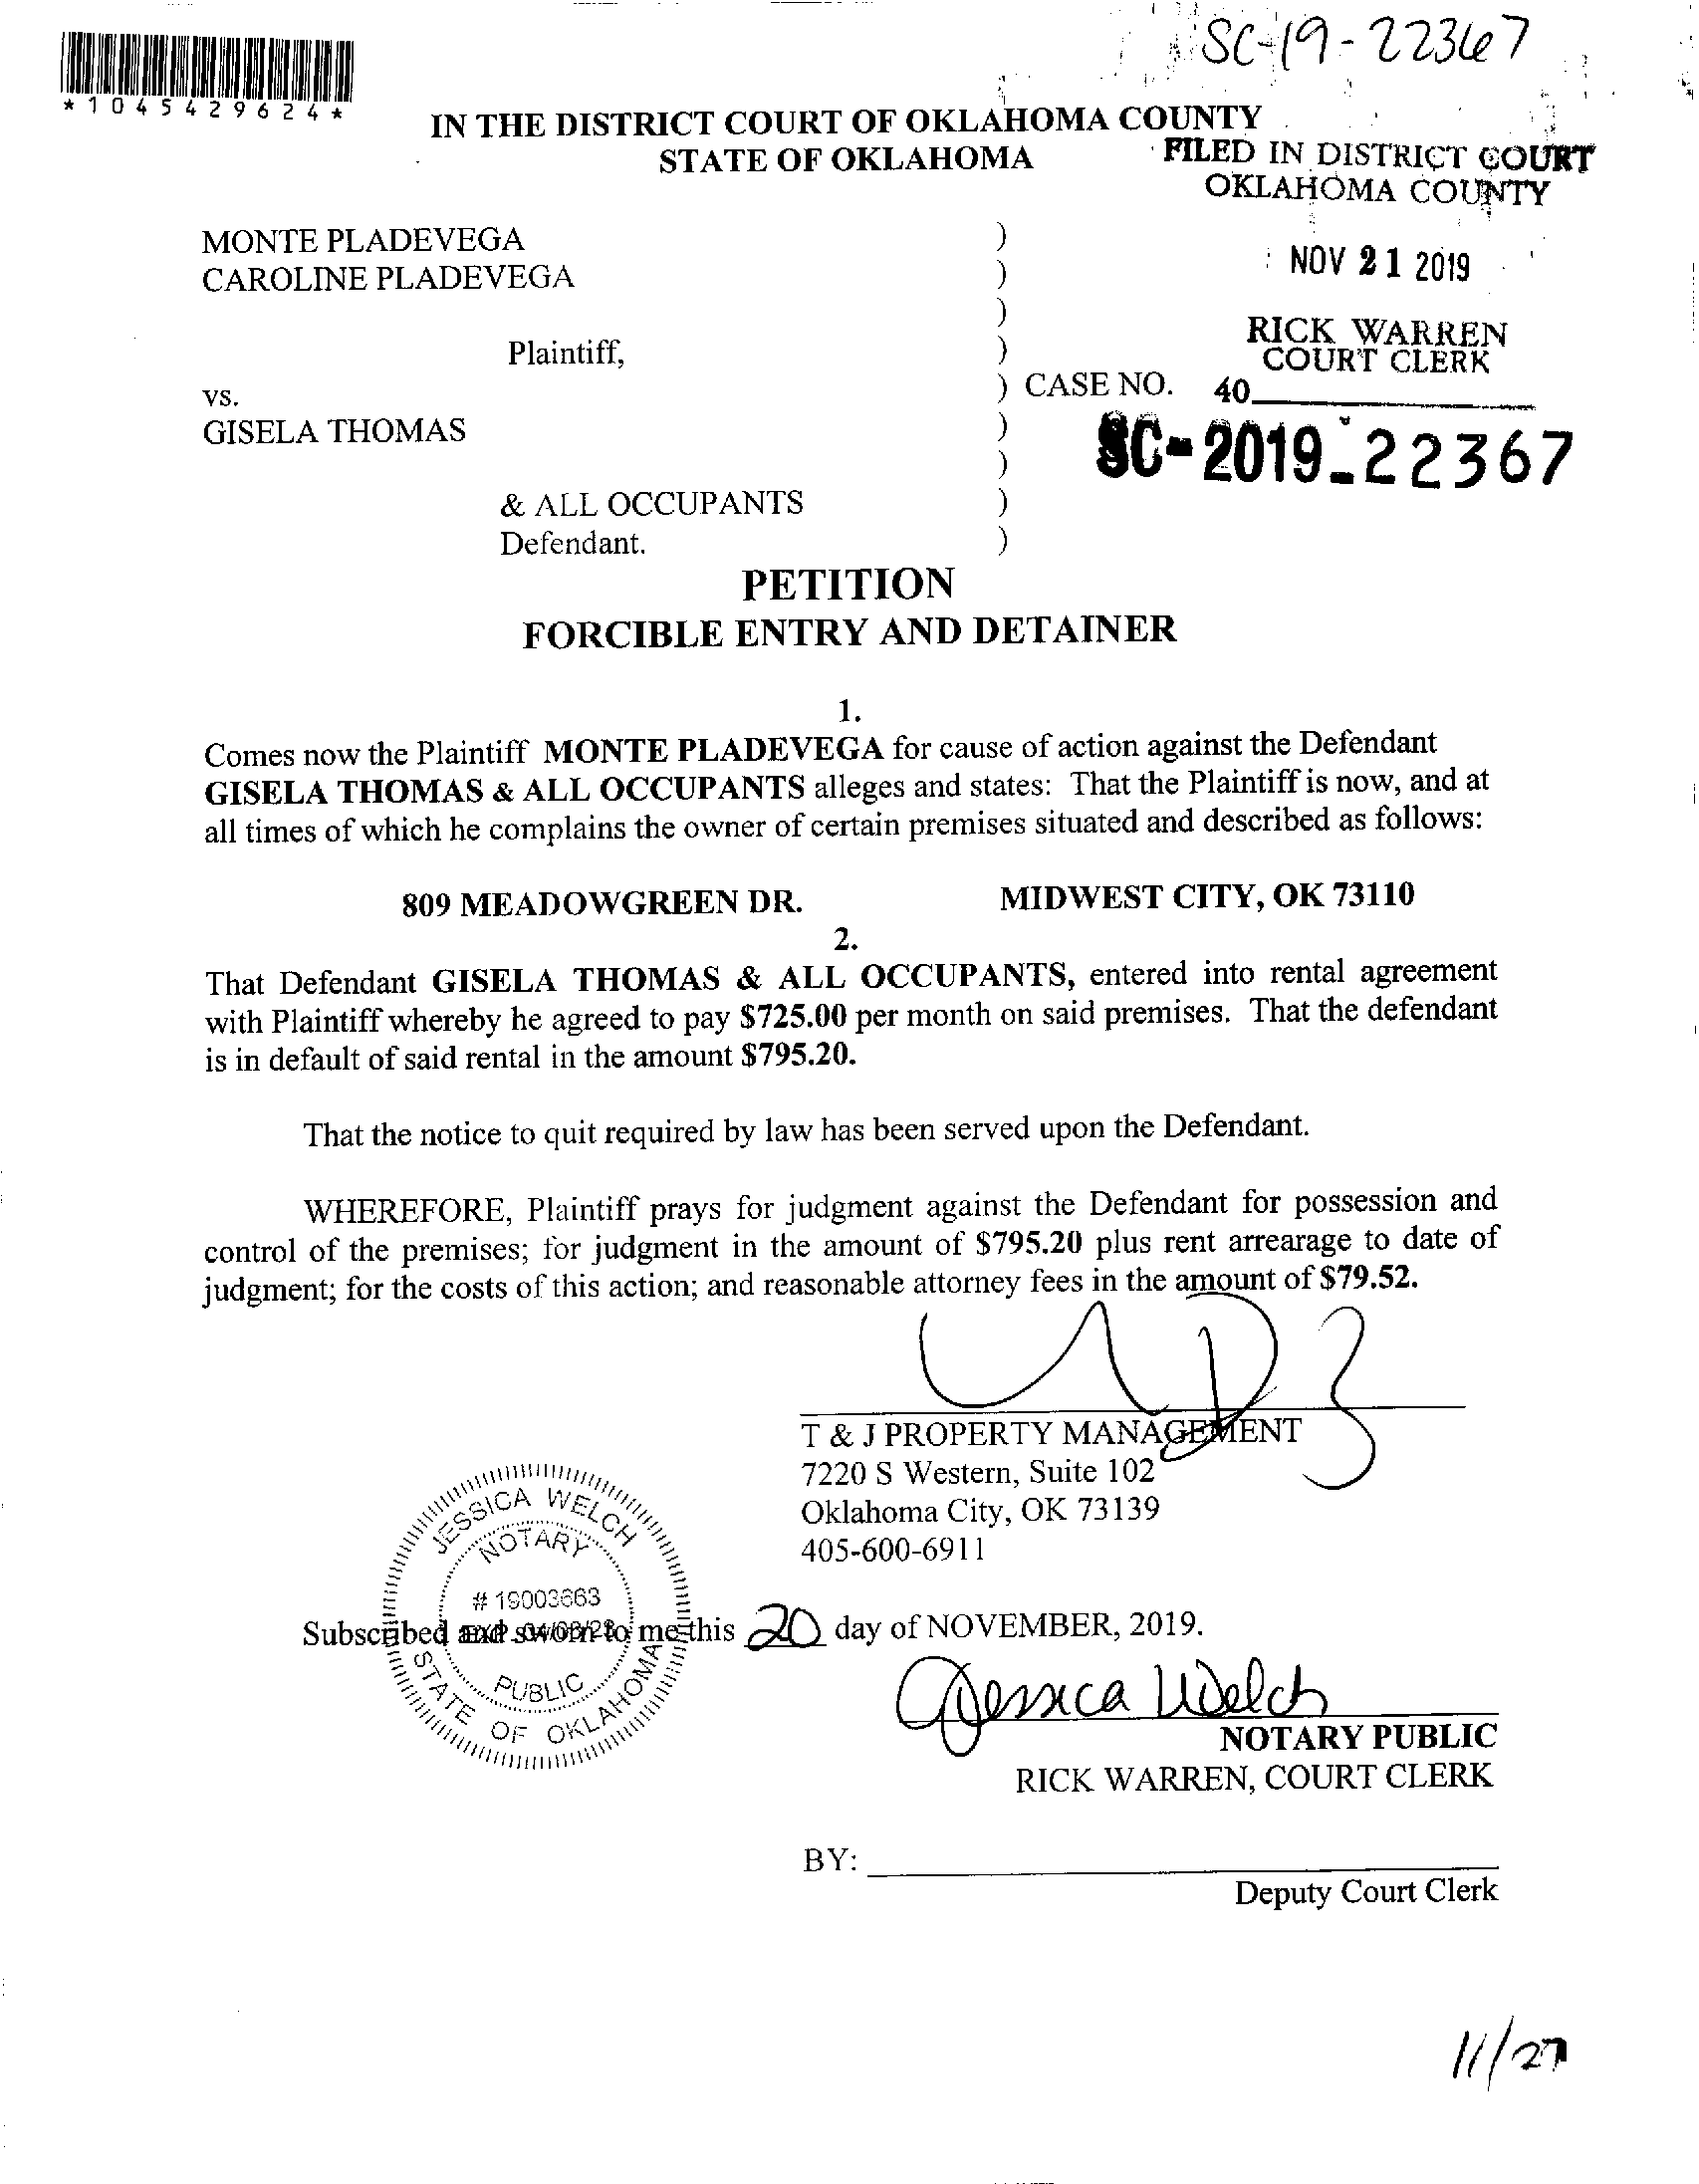 SC-19-22367
*1045429624*
IN THE DISTRICT COURT OF OKLAHOMA COUNTY
STATE OF OKLAHOMA
FILED IN DISTRICT COURT
OKLAHOMA COUNTY
MONTE PLADEVEGA )
CAROLINE PLADEVEGA )
NOV 21 2019
)
Plaintiff, )
RICK WARREN
COURT CLERK
vs. ) CASE NO. 40
GISELA THOMAS )
SC-2019-22367
)
& ALL OCCUPANTS )
Defendant. )
PETITION
FORCIBLE ENTRY AND DETAINER
1.
Comes now the Plaintiff MONTE PLADEVEGA for cause of action against the Defendant
GISELA THOMAS & ALL OCCUPANTS alleges and states: That the Plaintiff is now, and at
all times of which he complains the owner of certain premises situated and described as follows:
809 MEADOWGREEN DR. MIDWEST CITY, OK 73110
2.
That Defendant GISELA THOMAS & ALL OCCUPANTS, entered into rental agreement
with Plaintiff whereby he agreed to pay $725.00 per month on said premises. That the defendant
is in default of said rental in the amount $795.20.
That the notice to quit required by law has been served upon the Defendant.
WHEREFORE, Plaintiff prays for judgment against the Defendant for possession and
control of the premises; for judgment in the amount of $795.20 plus rent arrearage to date of
judgment; for the costs of this action; and reasonable attorney fees in the amount of $79.52.
T & J PROPERTY MANAGEMENT
7220 S Western, Suite 102
Oklahoma City, OK 73139
405-600-6911
JESSICA WELCH
NOTARY
# 19003663
Subscribed and sworn to me this 20 day of NOVEMBER, 2019.
PUBLIC
STATE OF OKLAHOMA
Jessica Welch
NOTARY PUBLIC
RICK WARREN, COURT CLERK
BY:
Deputy Court Clerk
11/27